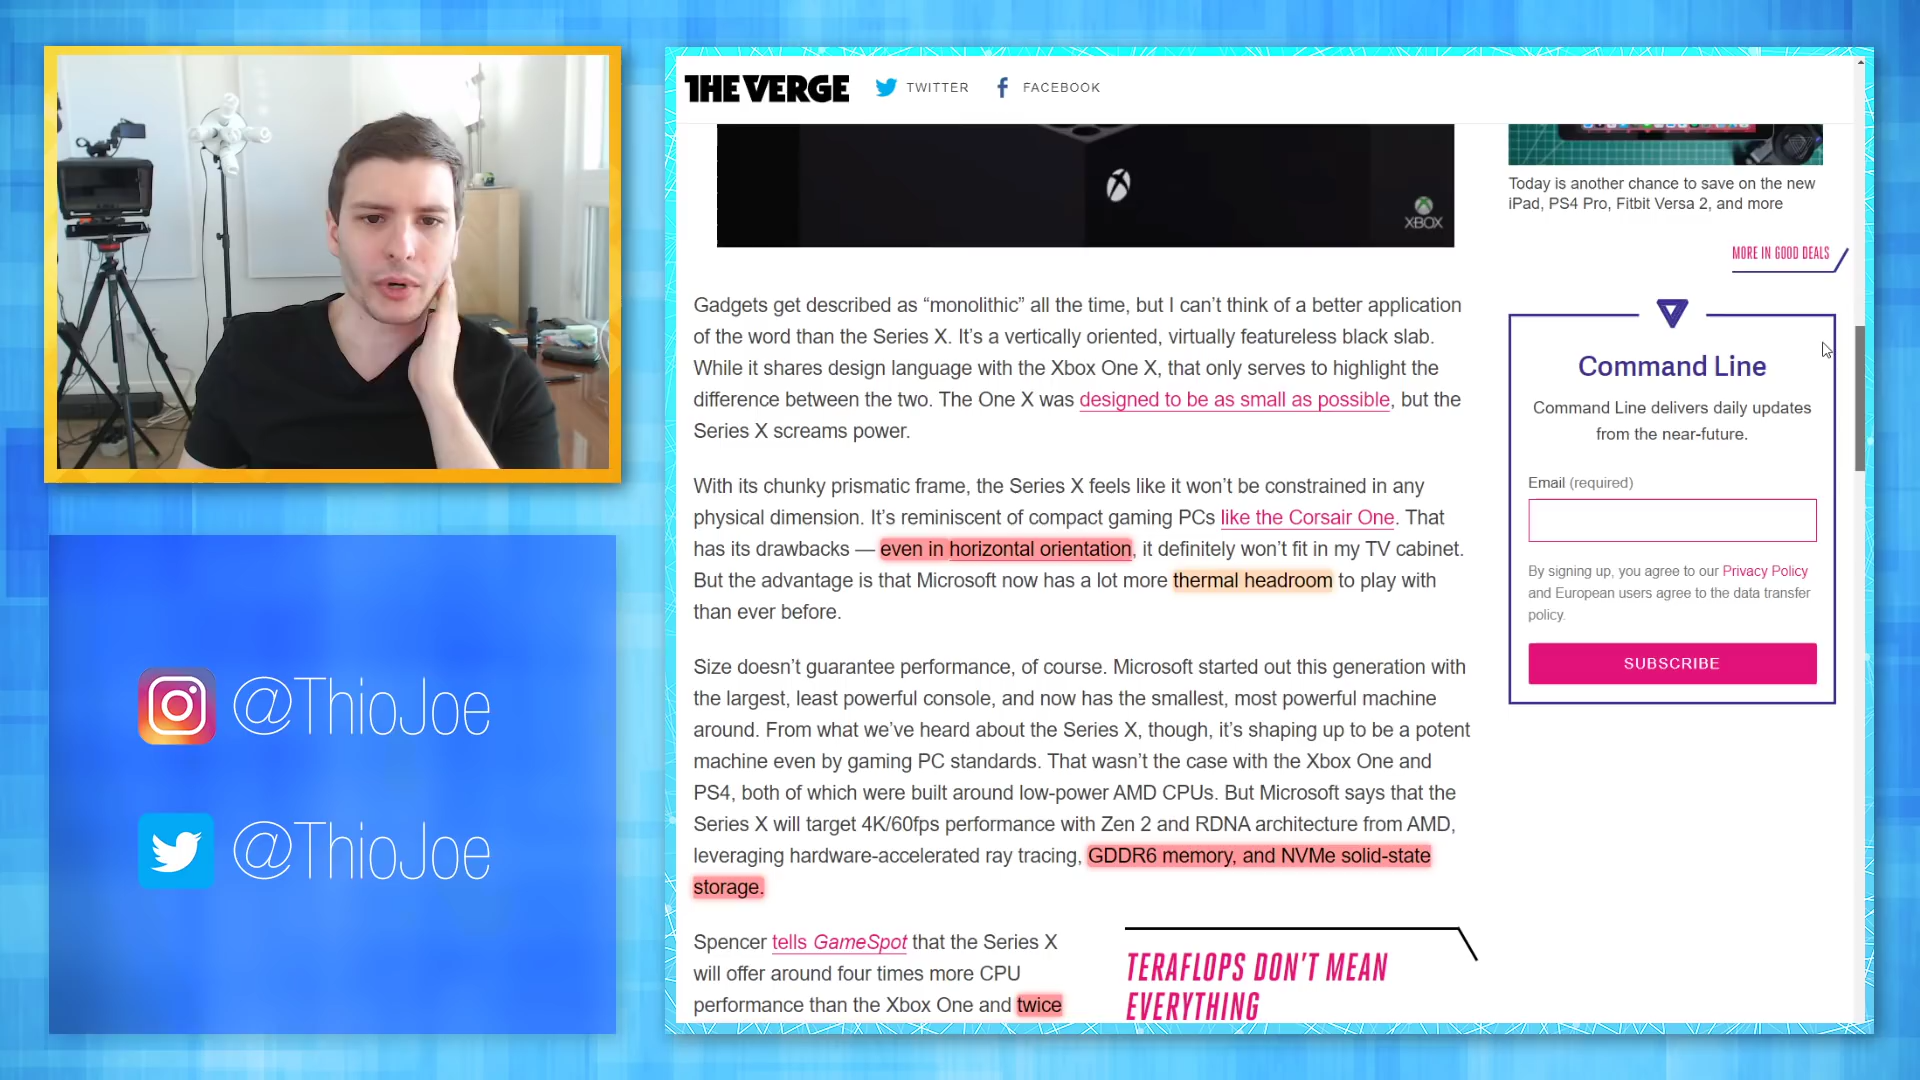 THE VERGE
TWITTER
FACEBOOK
XBOX
Gadgets get described as “monolithic” all the time, but I can’t think of a better application
of the word than the Series X. It’s a vertically oriented, virtually featureless black slab.
While it shares design language with the Xbox One X, that only serves to highlight the
difference between the two. The One X was designed to be as small as possible, but the
Series X screams power.
With its chunky prismatic frame, the Series X feels like it won’t be constrained in any
physical dimension. It’s reminiscent of compact gaming PCs like the Corsair One. That
has its drawbacks — even in horizontal orientation, it definitely won’t fit in my TV cabinet.
But the advantage is that Microsoft now has a lot more thermal headroom to play with
than ever before.
Size doesn’t guarantee performance, of course. Microsoft started out this generation with
the largest, least powerful console, and now has the smallest, most powerful machine
around. From what we’ve heard about the Series X, though, it’s shaping up to be a potent
machine even by gaming PC standards. That wasn’t the case with the Xbox One and
PS4, both of which were built around low-power AMD CPUs. But Microsoft says that the
Series X will target 4K/60fps performance with Zen 2 and RDNA architecture from AMD,
leveraging hardware-accelerated ray tracing, GDDR6 memory, and NVMe solid-state
storage.
Spencer tells GameSpot that the Series X
will offer around four times more CPU
performance than the Xbox One and twice
TERAFLOPS DON'T MEAN
EVERYTHING
Today is another chance to save on the new
iPad, PS4 Pro, Fitbit Versa 2, and more
MORE IN GOOD DEALS
Command Line
Command Line delivers daily updates
from the near-future.
Email (required)
By signing up, you agree to our Privacy Policy
and European users agree to the data transfer
policy.
SUBSCRIBE
@ThioJoe
@ThioJoe